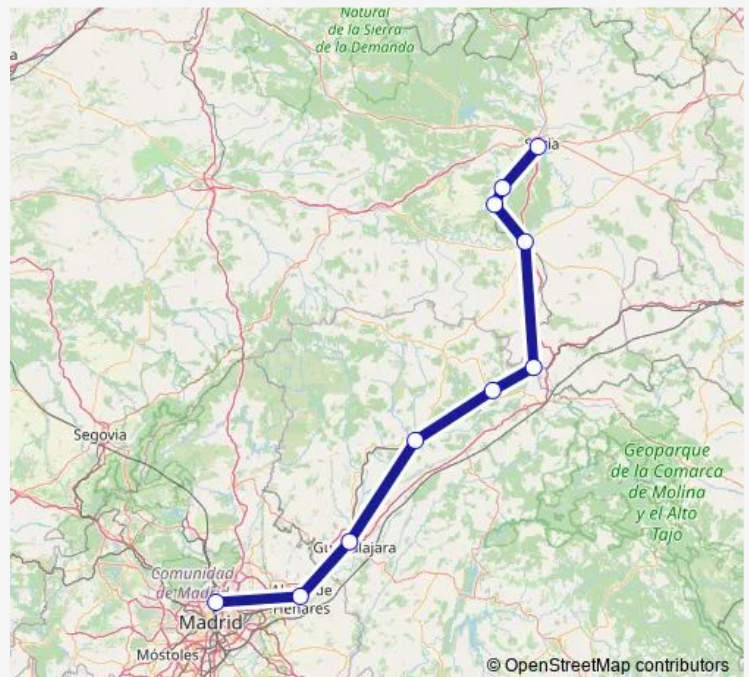 Natural
de la Sierra
de la Demanda
a
Segovia
Geoparque
de la Comarca
de Molina
y el Alto
Tajo
Comunidad
de Madrid
Henares
Madrid
Móstoles
© OpenStreetMap contributors